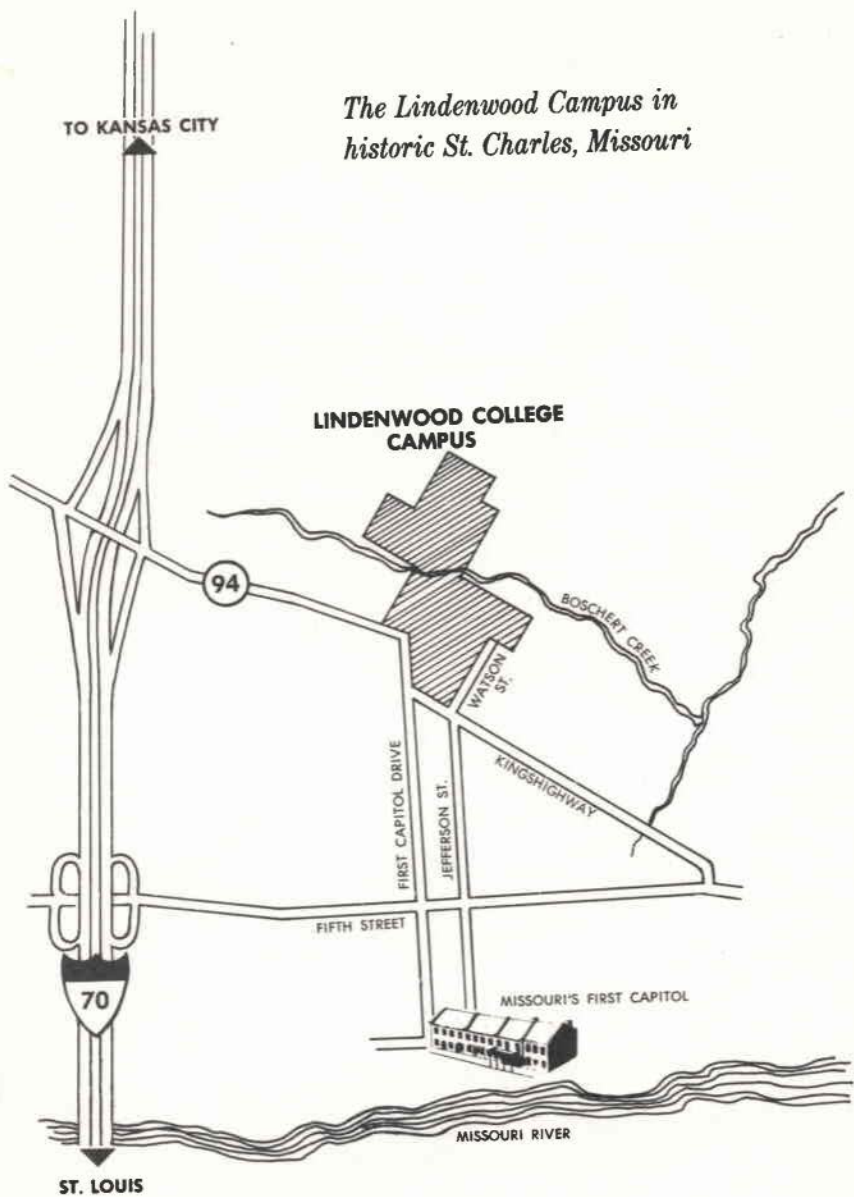 The Lindenwood Campus in
historic St. Charles, Missouri
TO KANSAS CITY
LINDENWOOD COLLEGE
CAMPUS
94
BOSCHERT CREEK
WATSON
ST.
KINGSHIGHWAY
FIRST CAPITOL DRIVE
JEFFERSON ST.
FIFTH STREET
70
MISSOURI'S FIRST CAPITOL
MISSOURI RIVER
ST. LOUIS